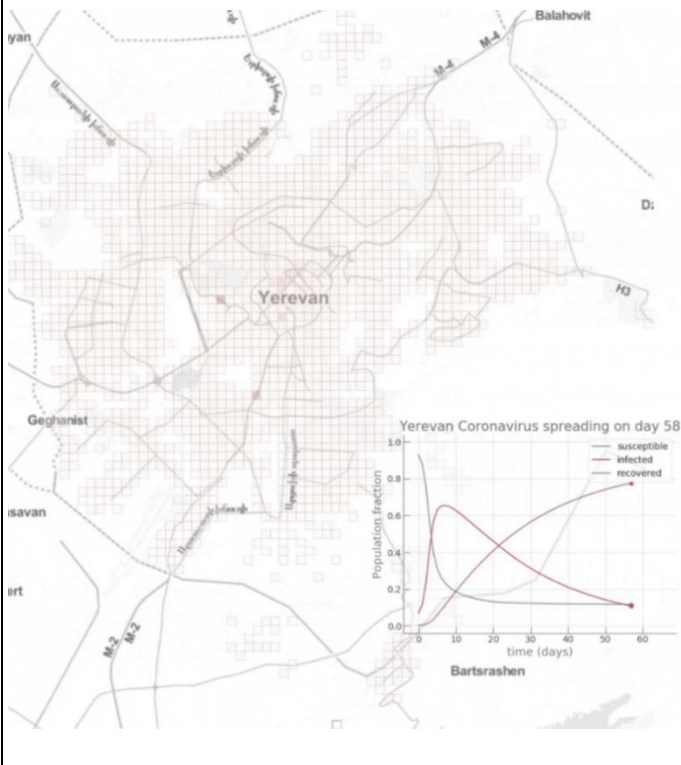 Balahovit
yan
M-4
M-4
D:
H3
Yerevan
Geghanist
savan
ert
M-2
M-2
Yerevan Coronavirus spreading on day 58
susceptible
infected
recovered
Population fraction
1.0
0.8
0.6
0.4
0.2
0.0
0 10 20 30 40 50 60
time (days)
Bartsrashen